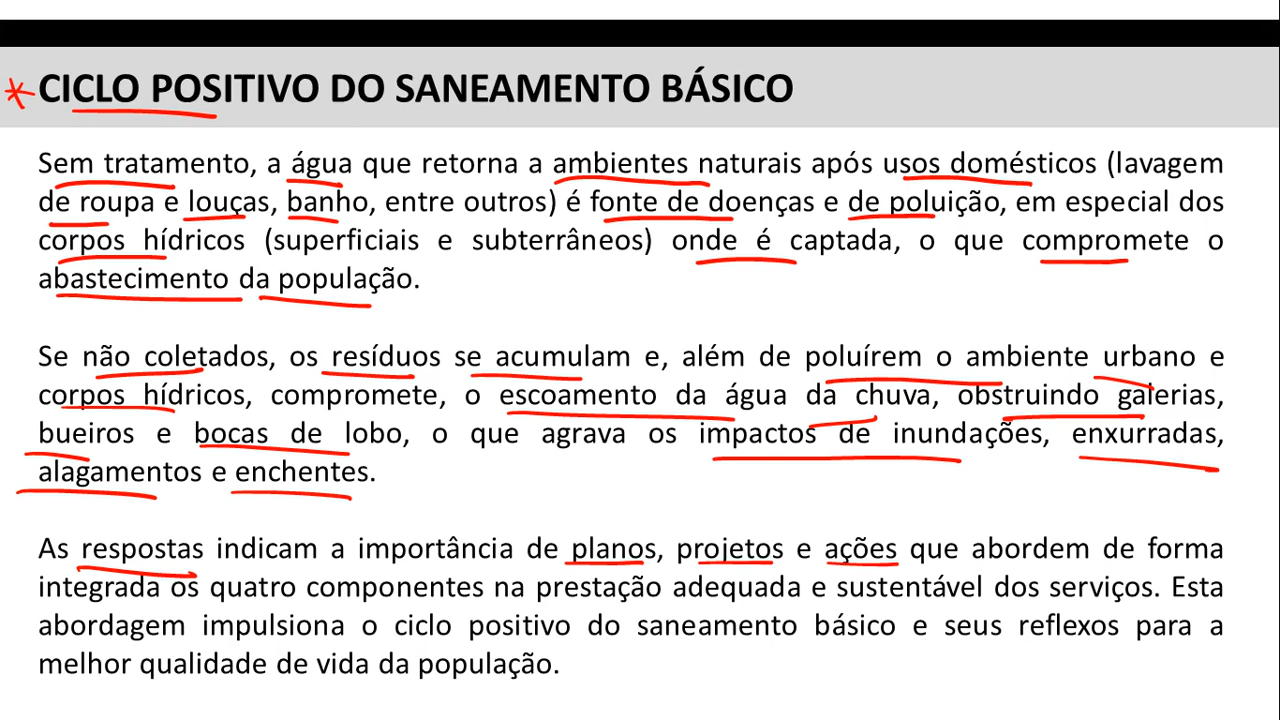 CICLO POSITIVO DO SANEAMENTO BÁSICO
Sem tratamento, a água que retorna a ambientes naturais após usos domésticos (lavagem
de roupa e louças, banho, entre outros) é fonte de doenças e de poluição, em especial dos
corpos hídricos (superficiais e subterrâneos) onde é captada, o que compromete o
abastecimento da população.
Se não coletados, os resíduos se acumulam e, além de poluírem o ambiente urbano e
corpos hídricos, compromete, o escoamento da água da chuva, obstruindo galerias,
bueiros e bocas de lobo, o que agrava os impactos de inundações, enxurradas,
alagamentos e enchentes.
As respostas indicam a importância de planos, projetos e ações que abordem de forma
integrada os quatro componentes na prestação adequada e sustentável dos serviços. Esta
abordagem impulsiona o ciclo positivo do saneamento básico e seus reflexos para a
melhor qualidade de vida da população.